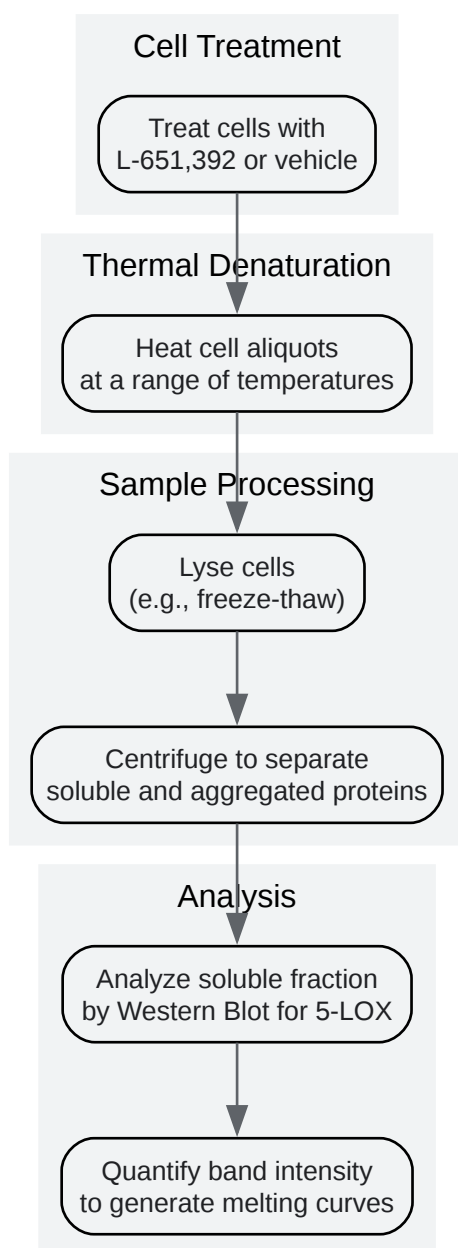 Cell Treatment
Treat cells with
L-651,392 or vehicle
Thermal Denaturation
Heat cell aliquots
at a range of temperatures
Sample Processing
Lyse cells
(e.g., freeze-thaw)
Centrifuge to separate
soluble and aggregated proteins
Analysis
Analyze soluble fraction
by Western Blot for 5-LOX
Quantify band intensity
to generate melting curves